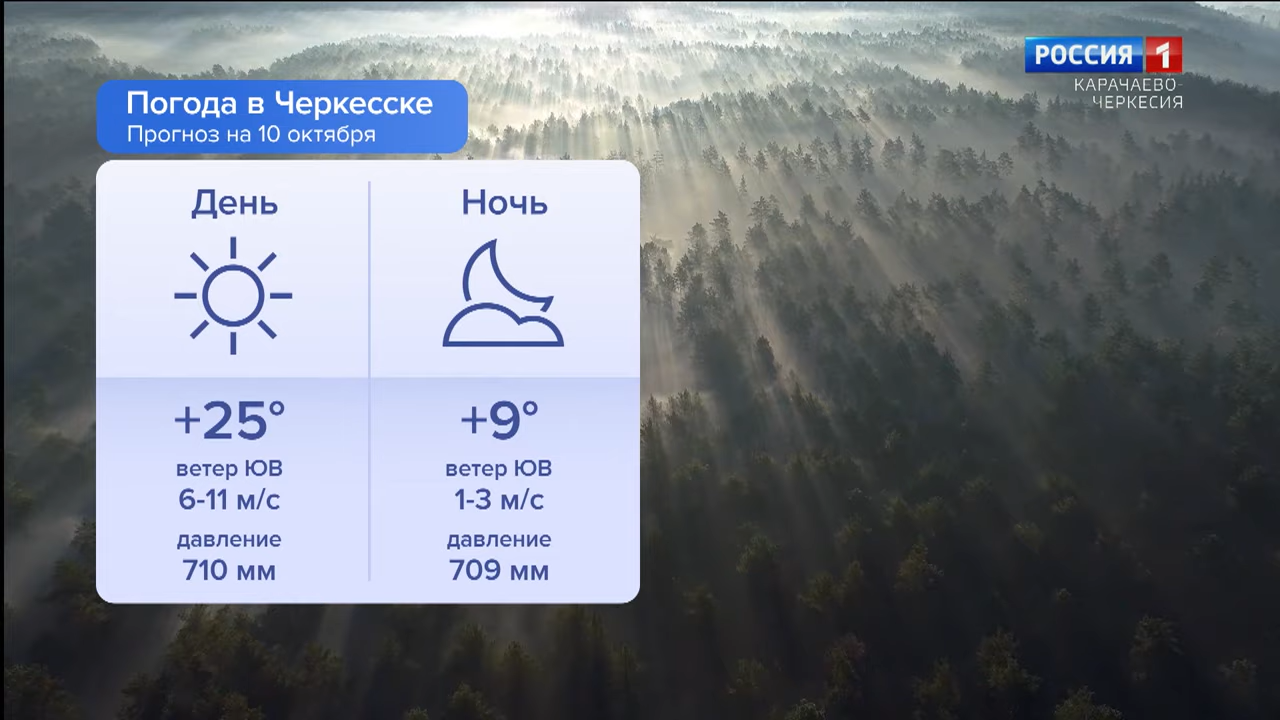 РОССИЯ 1
КАРАЧАЕВО-
ЧЕРКЕСИЯ
Погода в Черкесске
Прогноз на 10 октября
День
Ночь
+25°
+9°
ветер ЮВ
ветер ЮВ
6-11 м/с
1-3 м/с
давление
давление
710 мм
709 мм